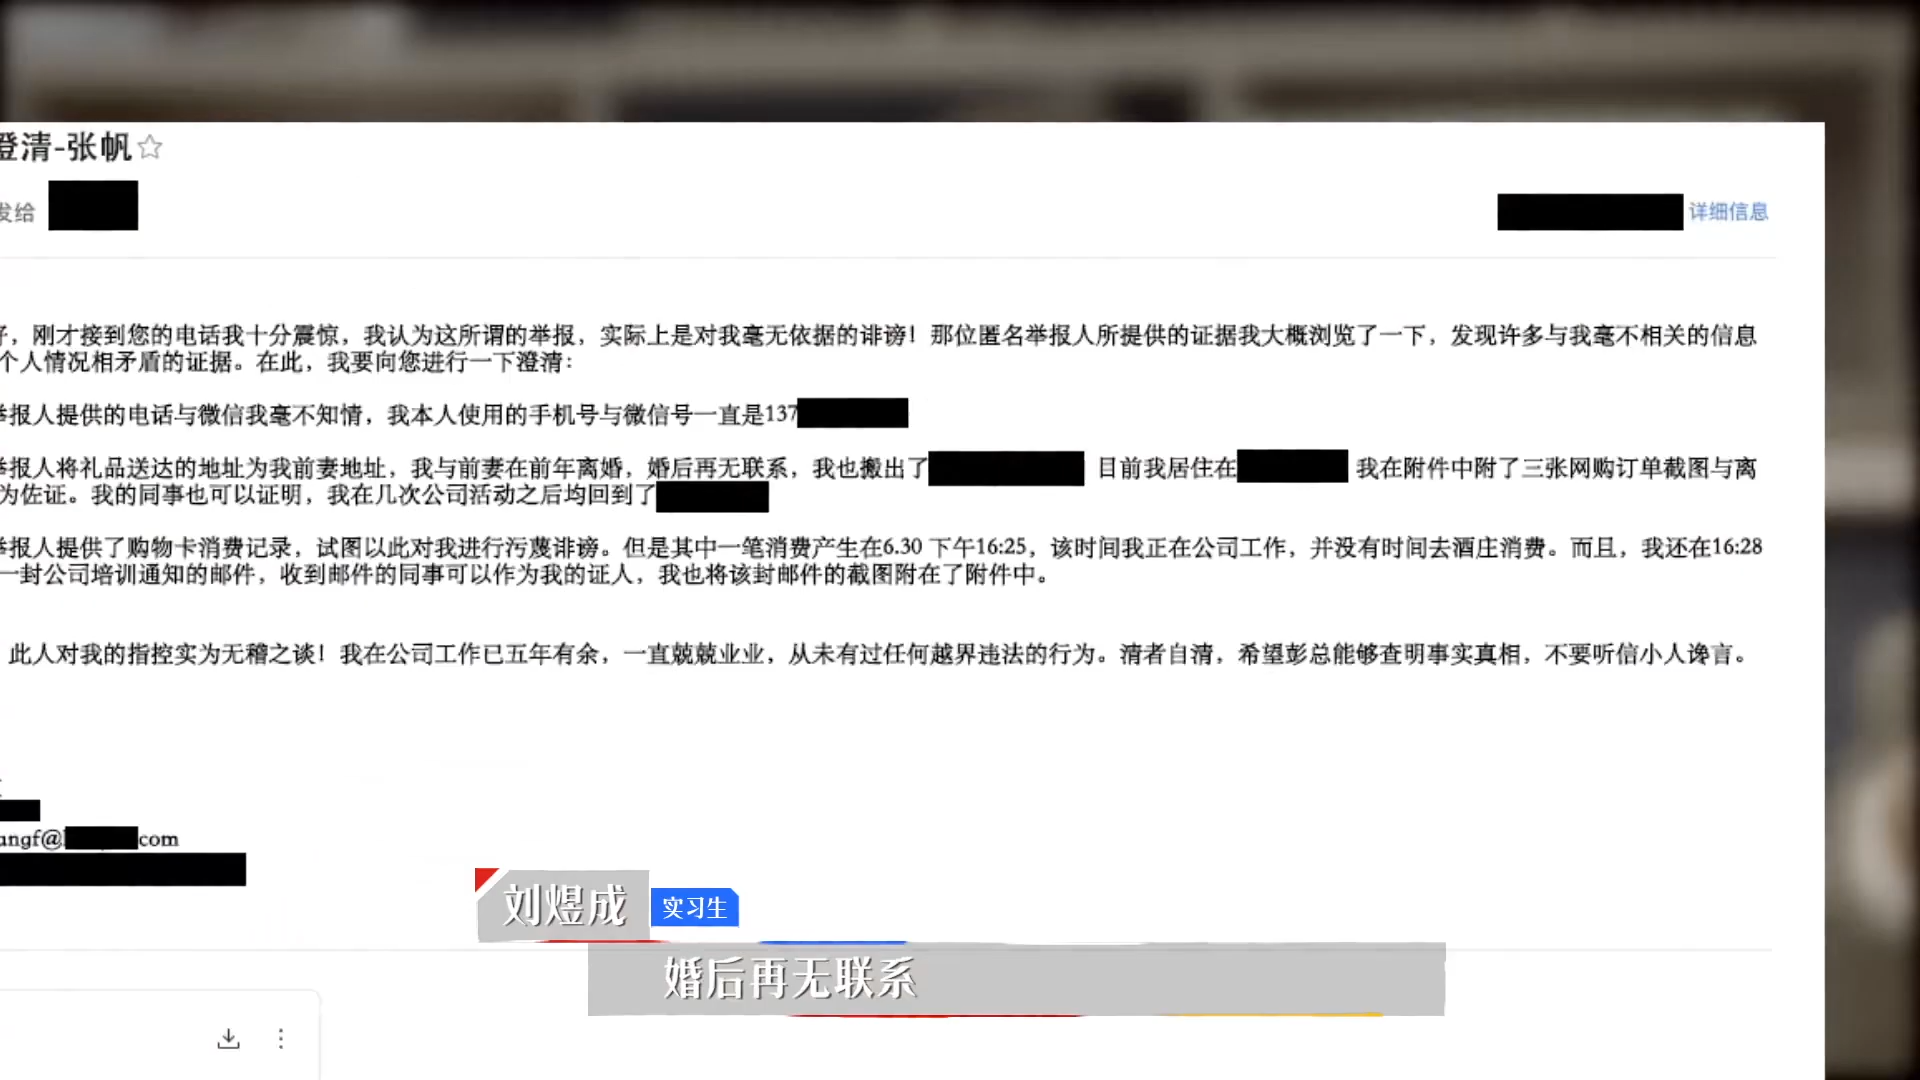 澄清-张帆
发给
详细信息
好，刚才接到您的电话我十分震惊，我认为这所谓的举报，实际上是对我毫无依据的诽谤！那位匿名举报人所提供的证据我大概浏览了一下，发现许多与我毫不相关的信息
个人情况相矛盾的证据。在此，我要向您进行一下澄清：
举报人提供的电话与微信我毫不知情，我本人使用的手机号与微信号一直是137
举报人将礼品送达的地址为我前妻地址，我与前妻在前年离婚，婚后再无联系，我也搬出了 目前我居住在 我在附件中附了三张网购订单截图与离
为佐证。我的同事也可以证明，我在几次公司活动之后均回到了
举报人提供了购物卡消费记录，试图以此对我进行污蔑诽谤。但是其中一笔消费产生在6.30 下午16:25，该时间我正在公司工作，并没有时间去酒庄消费。而且，我还在16:28
一封公司培训通知的邮件，收到邮件的同事可以作为我的证人，我也将该封邮件的截图附在了附件中。
此人对我的指控实为无稽之谈！我在公司工作已五年有余，一直兢兢业业，从未有过任何越界违法的行为。清者自清，希望彭总能够查明事实真相，不要听信小人谗言。
angf@ com
刘煜成 实习生
婚后再无联系